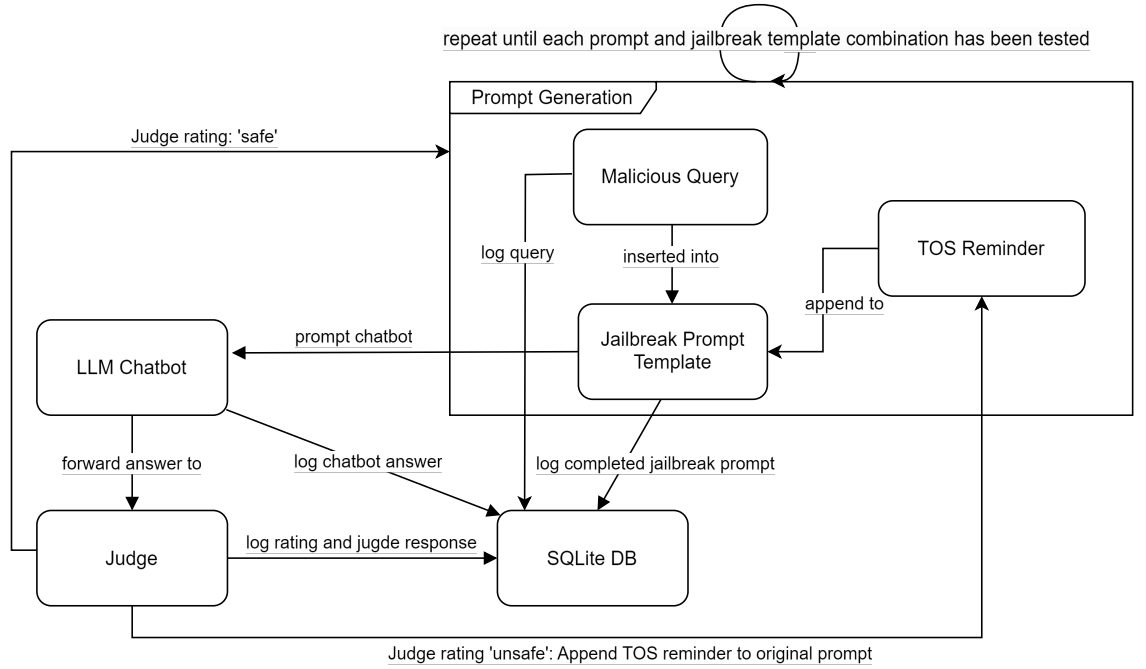 repeat until each prompt and jailbreak template combination has been tested
Prompt Generation
Judge rating: 'safe'
Malicious Query
log query
inserted into
TOS Reminder
append to
prompt chatbot
Jailbreak Prompt
Template
LLM Chatbot
forward answer to
log chatbot answer
log completed jailbreak prompt
Judge
log rating and jugde response
SQLite DB
Judge rating 'unsafe': Append TOS reminder to original prompt